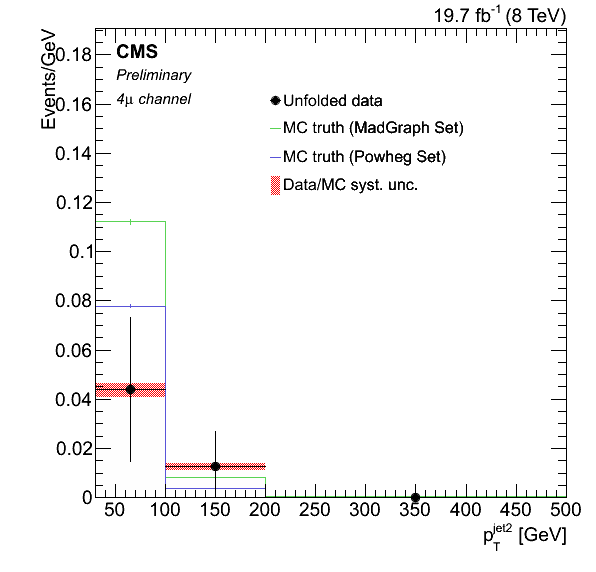 19.7 fb⁻¹ (8 TeV)
Events/GeV
CMS
Preliminary
4μ channel
Unfolded data
MC truth (MadGraph Set)
MC truth (Powheg Set)
Data/MC syst. unc.
0.18
0.16
0.14
0.12
0.1
0.08
0.06
0.04
0.02
0
50 100 150 200 250 300 350 400 450 500
p_T^jet2 [GeV]